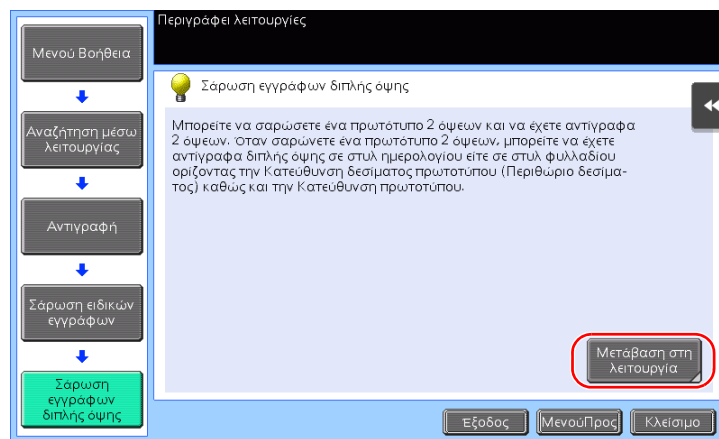 Περιγράφει λειτουργίες
Μενού Βοήθεια
Αναζήτηση μέσω
λειτουργίας
Αντιγραφή
Σάρωση ειδικών
εγγράφων
Σάρωση
εγγράφων
διπλής όψης
Σάρωση εγγράφων διπλής όψης
Μπορείτε να σαρώσετε ένα πρωτότυπο 2 όψεων και να έχετε αντίγραφα
2 όψεων. Όταν σαρώνετε ένα πρωτότυπο 2 όψεων, μπορείτε να έχετε
αντίγραφα διπλής όψης σε στυλ ημερολογίου είτε σε στυλ φυλλαδίου
ορίζοντας την Κατεύθυνση δεσίματος πρωτοτύπου (Περιθώριο δεσίμα-
τος) καθώς και την Κατεύθυνση πρωτοτύπου.
Μετάβαση στη
λειτουργία
Έξοδος
ΜενούΠρος
Κλείσιμο